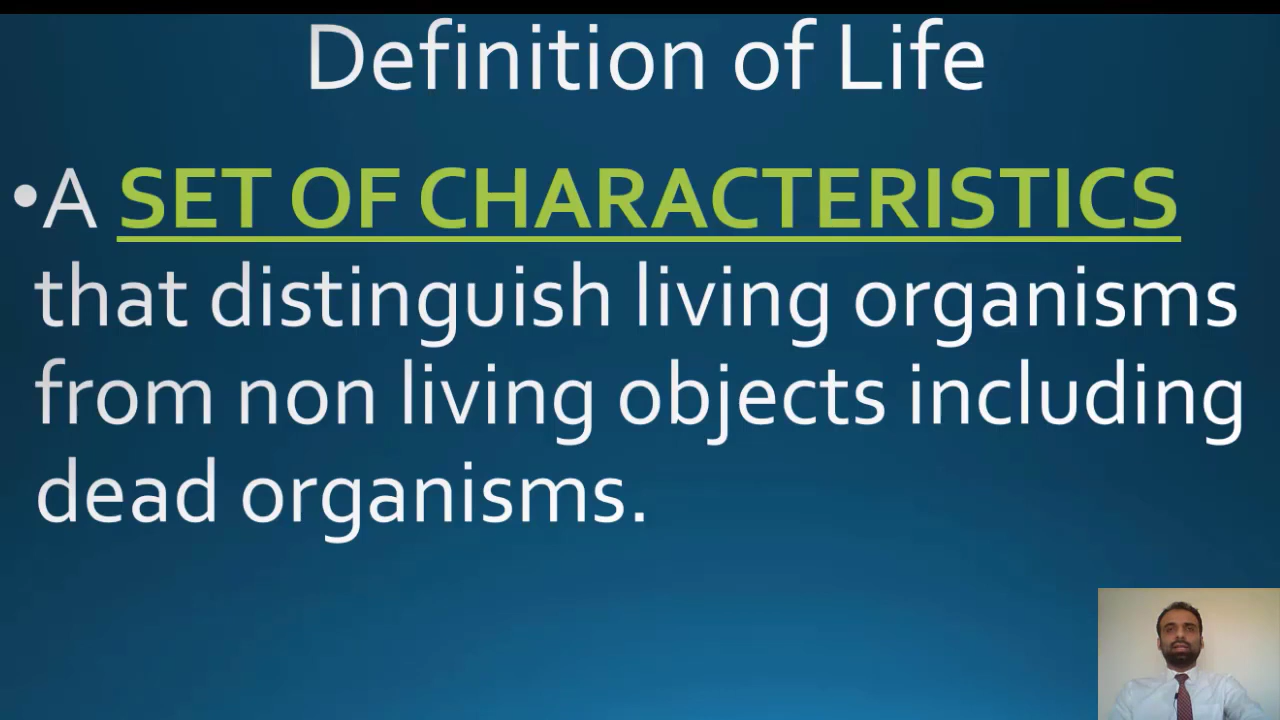 Definition of Life
•A SET OF CHARACTERISTICS
that distinguish living organisms
from non living objects including
dead organisms.